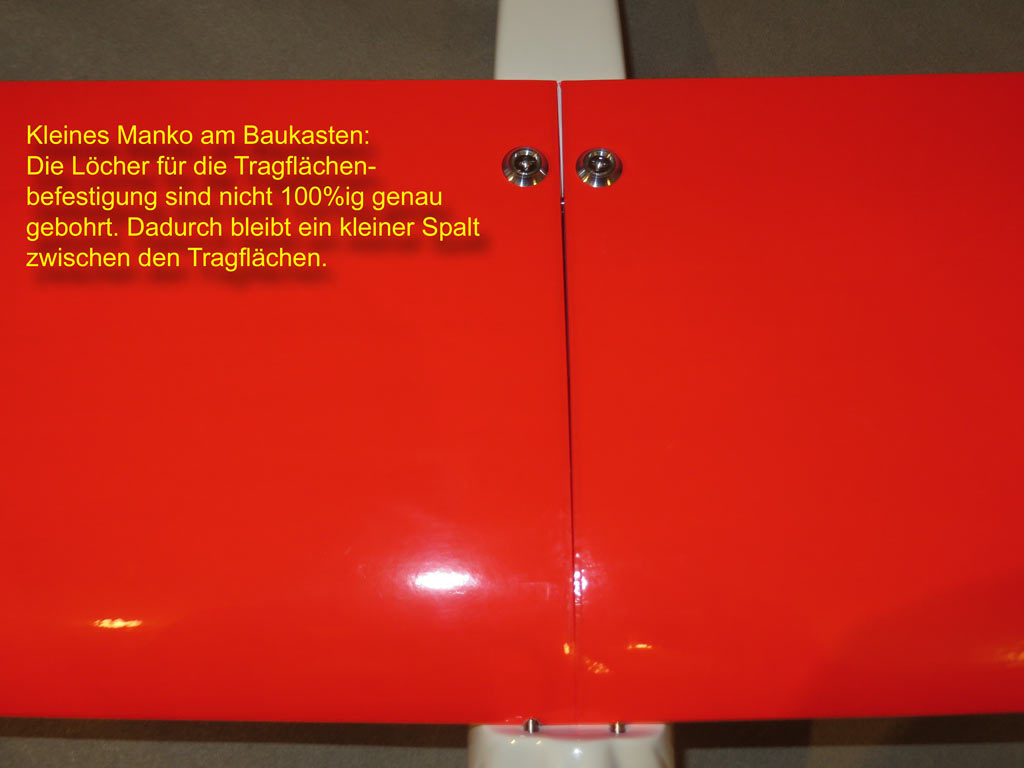 Kleines Manko am Baukasten:
Die Löcher für die Tragflächen-
befestigung sind nicht 100%ig genau
gebohrt. Dadurch bleibt ein kleiner Spalt
zwischen den Tragflächen.